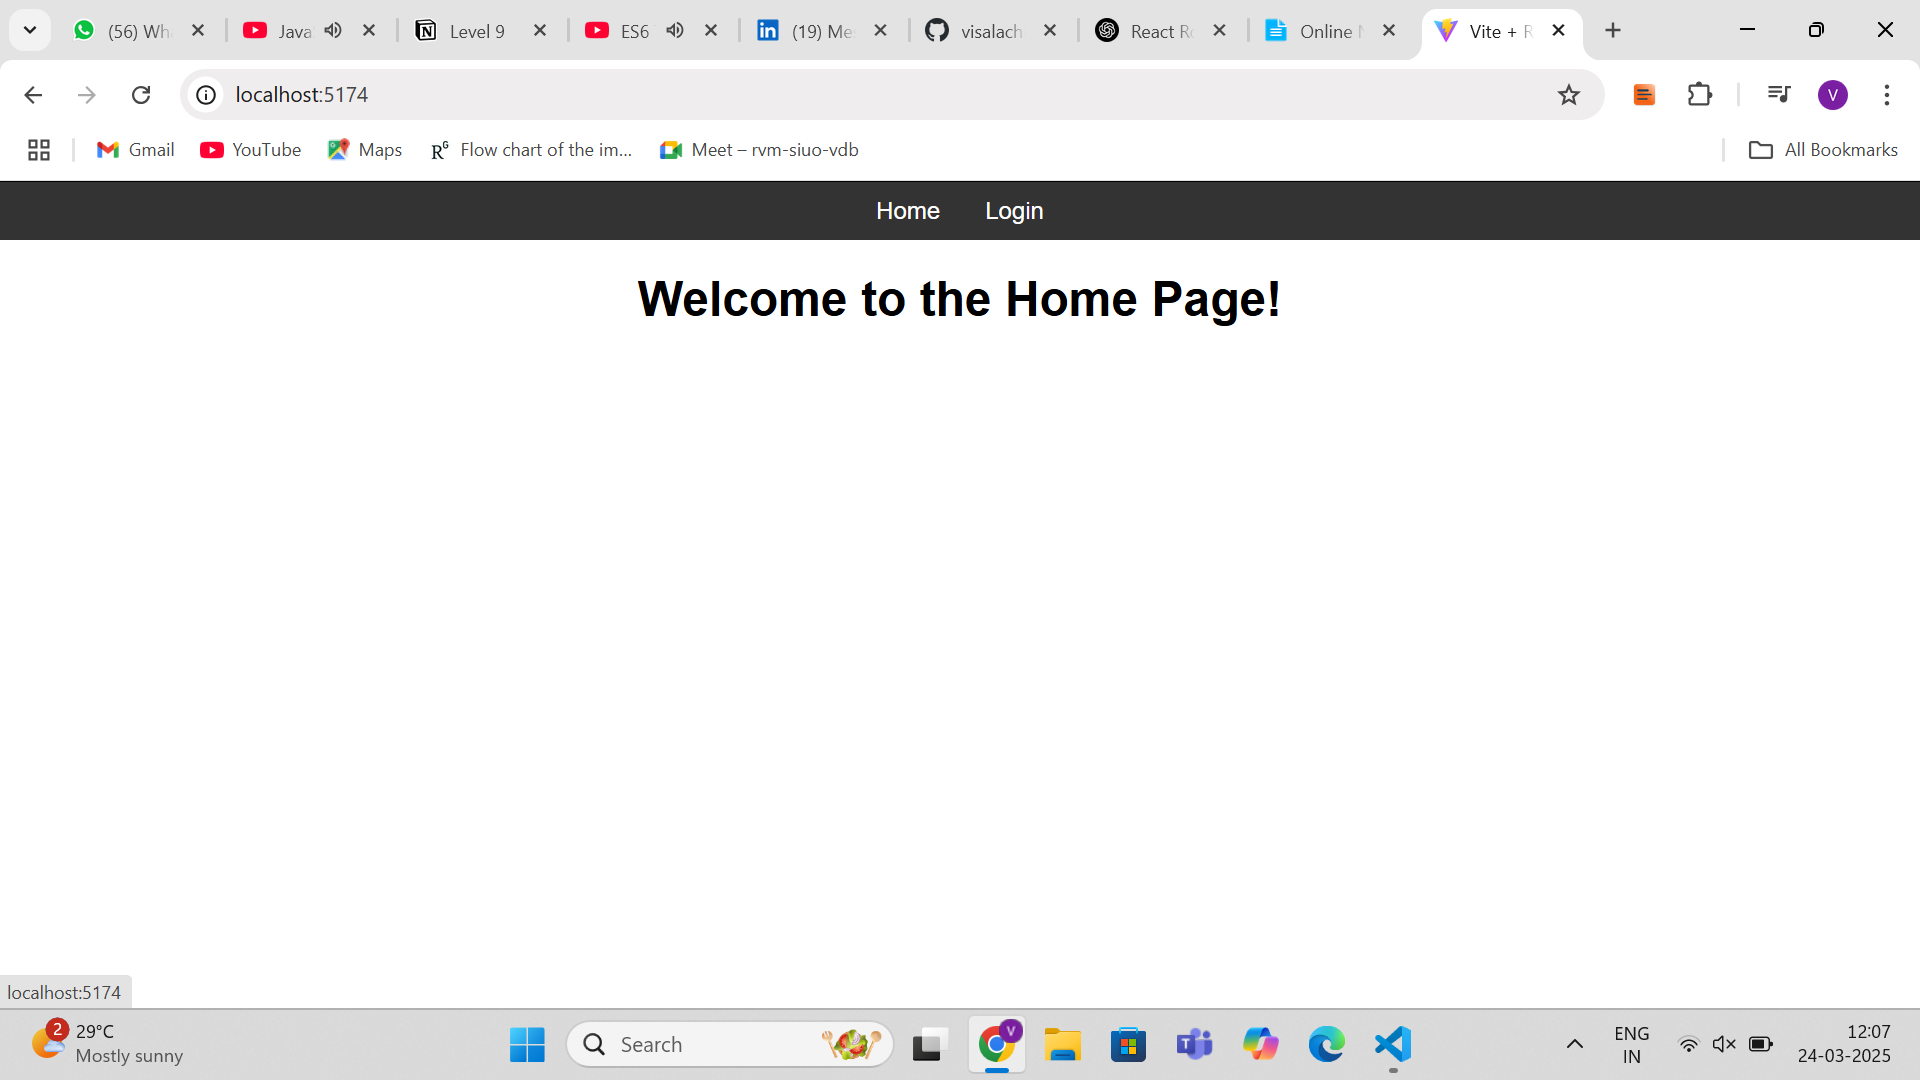 (56) Wh
Java
Level 9
ES6
(19) Me
visalach
React Ro
Online
Vite + R
localhost:5174
V
Gmail
YouTube
Maps
RG Flow chart of the im...
Meet – rvm-siuo-vdb
All Bookmarks
Home Login
Welcome to the Home Page!
localhost:5174
2
29°C
Mostly sunny
Search
V
T
ENG
IN
12:07
24-03-2025